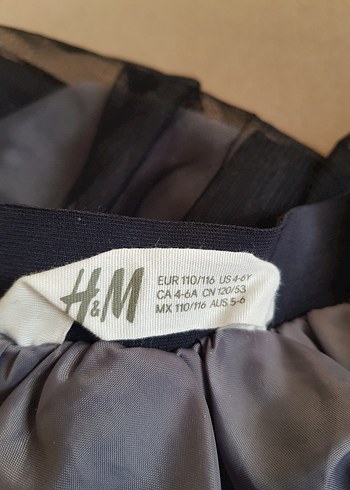 H&M
EUR 110/116 US 4-6Y
CA 4-6A CN 120/53
MX 110/116 AUS 5-6